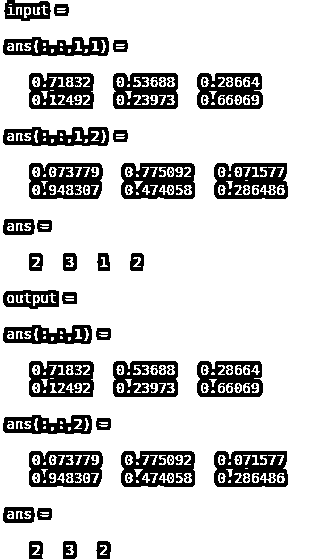 input =
ans(:,:,1,1) =
0.71832 0.53688 0.28664
0.12492 0.23973 0.66069
ans(:,:,1,2) =
0.073779 0.775092 0.071577
0.948307 0.474058 0.286486
ans =
2 3 1 2
output =
ans(:,:,1) =
0.71832 0.53688 0.28664
0.12492 0.23973 0.66069
ans(:,:,2) =
0.073779 0.775092 0.071577
0.948307 0.474058 0.286486
ans =
2 3 2